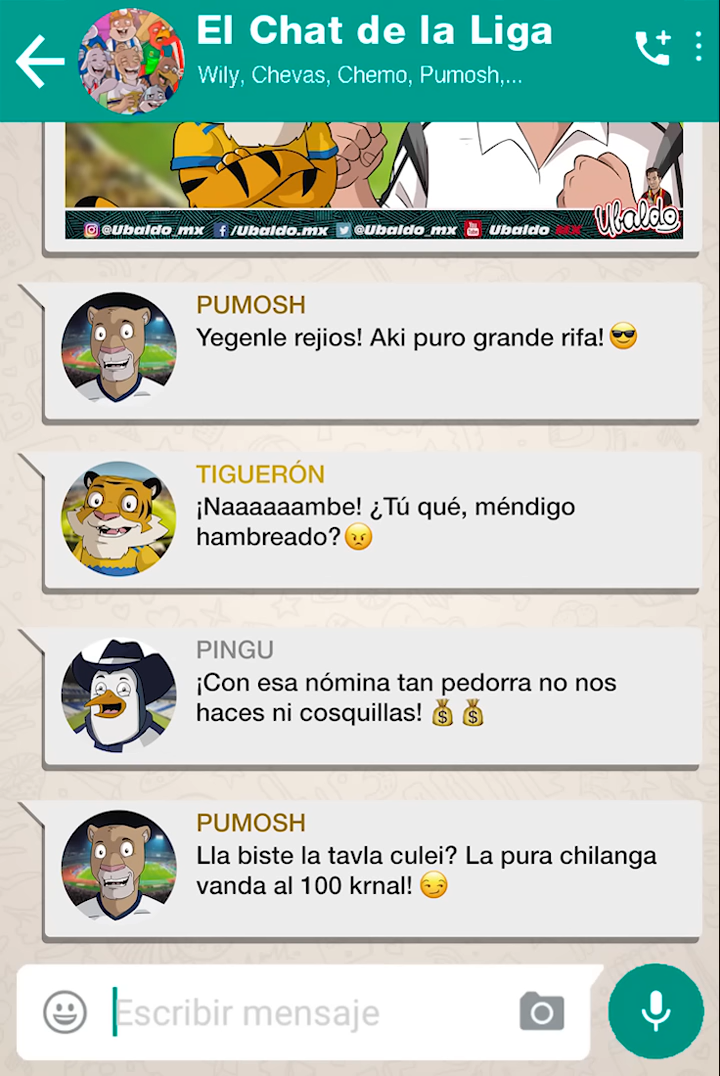 El Chat de la Liga
Wily, Chevas, Chemo, Pumosh,...
@Ubaldo_mx /Ubaldo.mx @Ubaldo_mx You Tube Ubaldo MX Ubaldo
PUMOSH
Yegenle rejios! Aki puro grande rifa!😎
TIGUERÓN
¡Naaaaaambe! ¿Tú qué, méndigo
hambreado?😠
PINGU
¡Con esa nómina tan pedorra no nos
haces ni cosquillas! 💰💰
PUMOSH
Lla biste la tavla culei? La pura chilanga
vanda al 100 krnal! 😏
Escribir mensaje